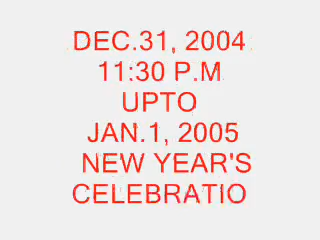 DEC.31, 2004
11:30 P.M
UPTO
JAN.1, 2005
NEW YEAR'S
CELEBRATIO